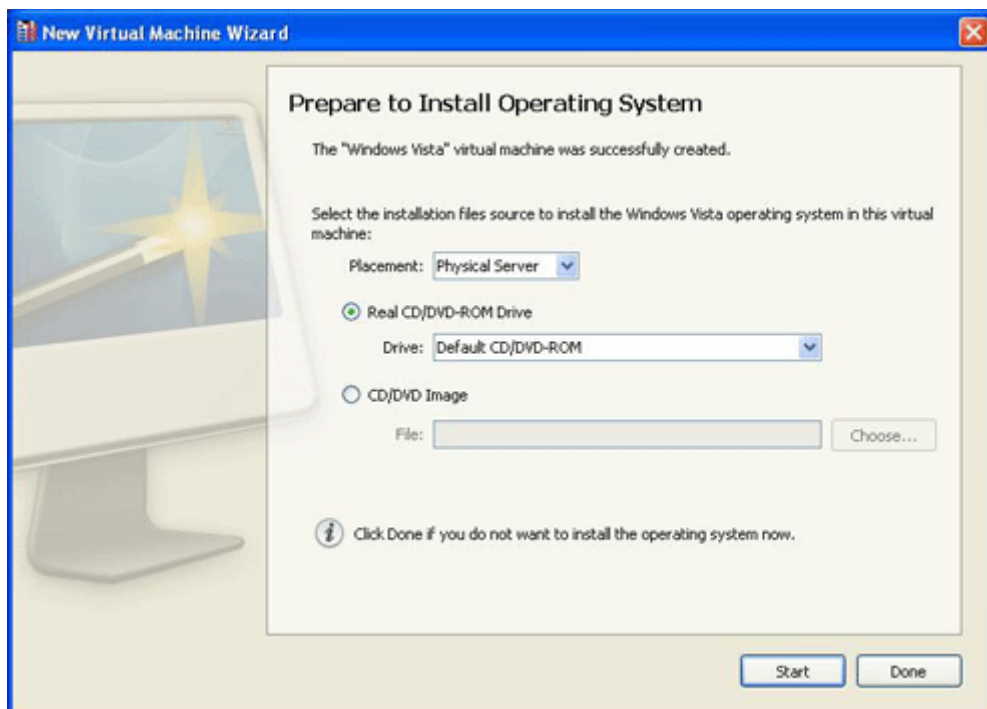 New Virtual Machine Wizard
Prepare to Install Operating System
The "Windows Vista" virtual machine was successfully created.
Select the installation files source to install the Windows Vista operating system in this virtual
machine:
Placement: Physical Server
Real CD/DVD-ROM Drive
Drive: Default CD/DVD-ROM
CD/DVD Image
File: Choose...
Click Done if you do not want to install the operating system now.
Start Done